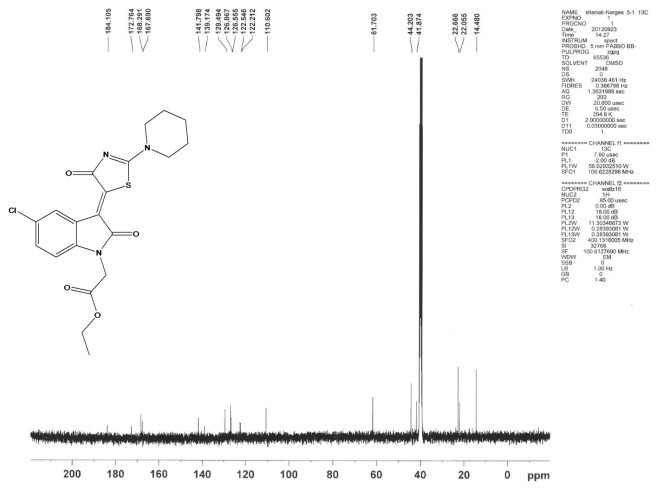 184.105
172.764
168.291
167.690
141.798
139.174
129.494
126.867
126.555
122.546
122.212
110.602
61.703
44.203
41.874
22.666
22.055
14.480
N
N
S
O
Cl
O
N
O
O
200 180 160 140 120 100 80 60 40 20 0 ppm
NAME shariati-Narges 5-1 13C
EXPNO 1
PROCNO 1
Date_ 20120923
Time 14.27
INSTRUM spect
PROBHD 5 mm PABBO BB-
PULPROG zgpg
TD 65536
SOLVENT DMSO
NS 2048
DS 0
SWH 24038.461 Hz
FIDRES 0.366798 Hz
AQ 1.3631988 sec
RG 203
DW 20.800 usec
DE 6.50 usec
TE 294.8 K
D1 2.00000000 sec
D11 0.03000000 sec
TD0 1
======== CHANNEL f1 ========
NUC1 13C
P1 7.60 usec
PL1 -2.00 dB
PL1W 56.92932510 W
SFO1 100.6228298 MHz
======== CHANNEL f2 ========
CPDPRG2 waltz16
NUC2 1H
PCPD2 85.00 usec
PL2 0.00 dB
PL12 16.00 dB
PL13 16.00 dB
PL2W 11.30346873 W
PL12W 0.28393081 W
PL13W 0.28393081 W
SFO2 400.1316005 MHz
SI 32768
SF 100.6127690 MHz
WDW EM
SSB 0
LB 1.00 Hz
GB 0
PC 1.40